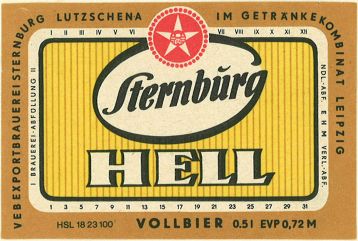 VEB EXPORTBRAUEREI STERNBURG LUTZSCHENA IM GETRÄNKEKOMBINAT LEIPZIG
I II III IV V VI VII VIII IX X XI XII
Sternburg
HELL
I BRAUEREI-ABFÜLLUNG II
NDL.-ABF. E H M VERL.-ABF.
1 3 5 7 9 11 13 15 17 19 21 23 25 27 29 31
HSL 18 23 100 VOLLBIER 0.5 l EVP 0,72 M